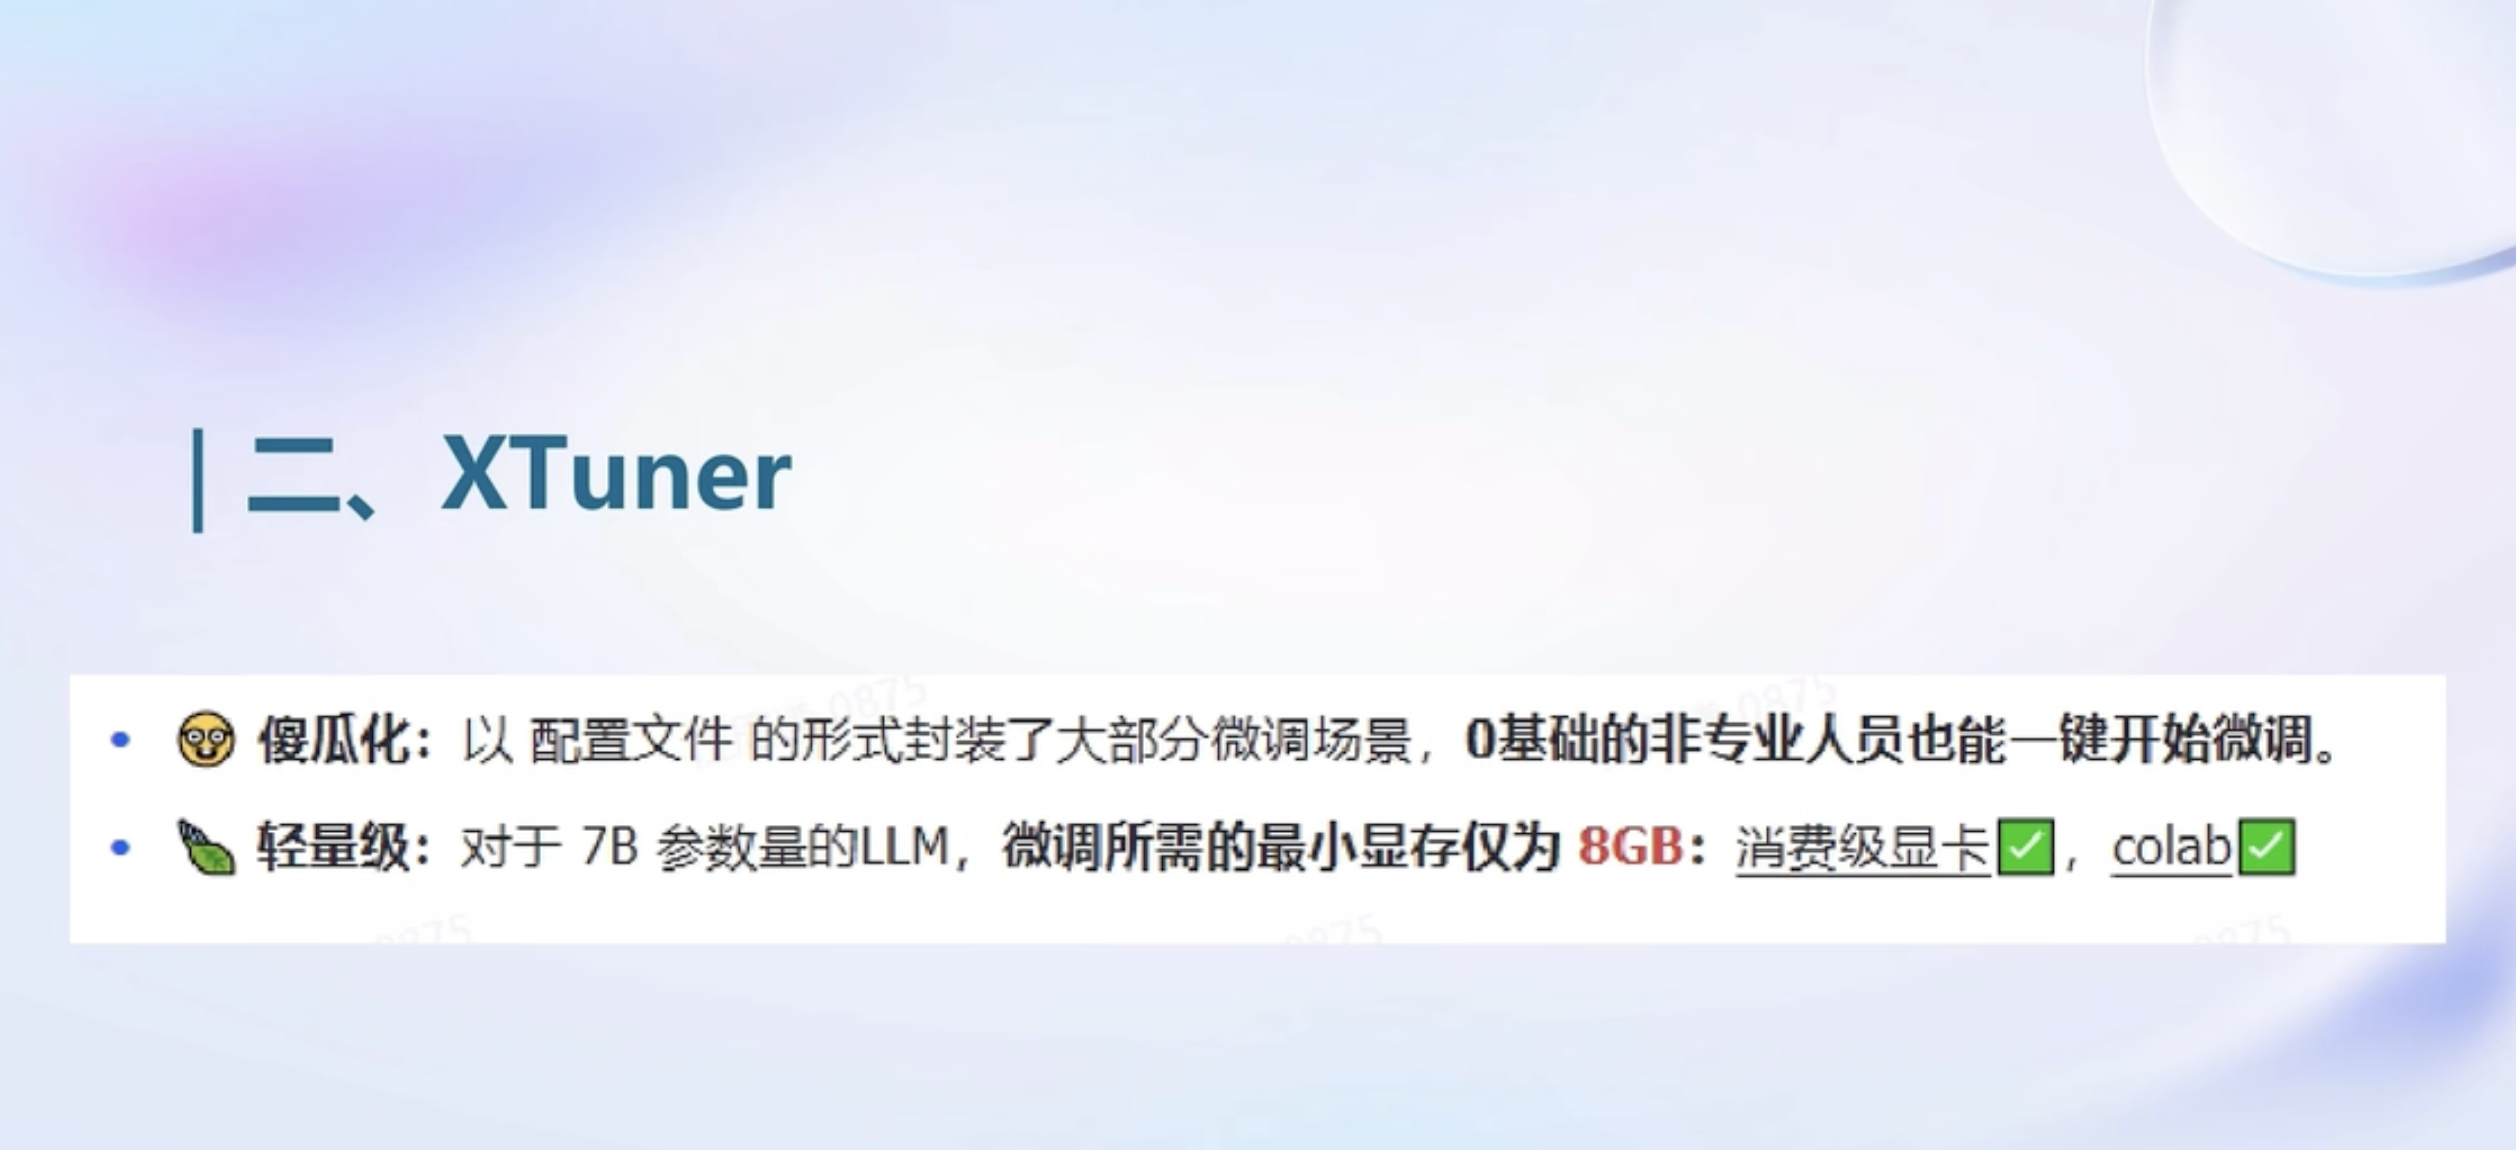 二、XTuner
• 🤓 傻瓜化：以 配置文件 的形式封装了大部分微调场景，0基础的非专业人员也能一键开始微调。
• 🍃 轻量级：对于 7B 参数量的LLM，微调所需的最小显存仅为 8GB：消费级显卡✅，colab✅